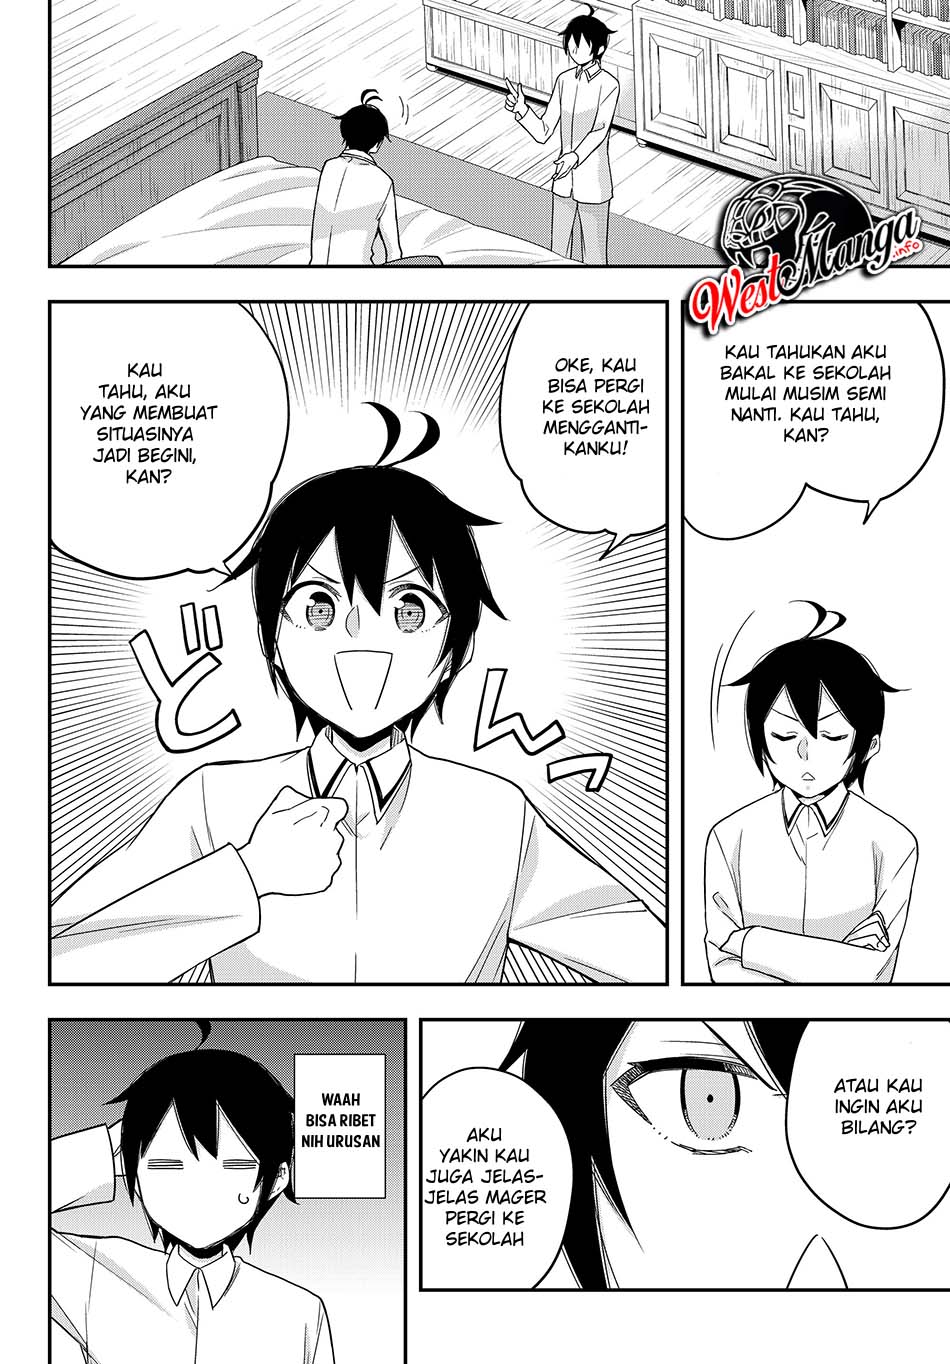 WestManga
.info
KAU TAHUKAN AKU
BAKAL KE SEKOLAH
MULAI MUSIM SEMI
NANTI. KAU TAHU,
KAN?
OKE, KAU
BISA PERGI
KE SEKOLAH
MENGGANTI-
KANKU!
KAU
TAHU, AKU
YANG MEMBUAT
SITUASINYA
JADI BEGINI,
KAN?
どんっ
ATAU KAU
INGIN AKU
BILANG?
AKU
YAKIN KAU
JUGA JELAS-
JELAS MAGER
PERGI KE
SEKOLAH
WAAH
BISA RIBET
NIH URUSAN